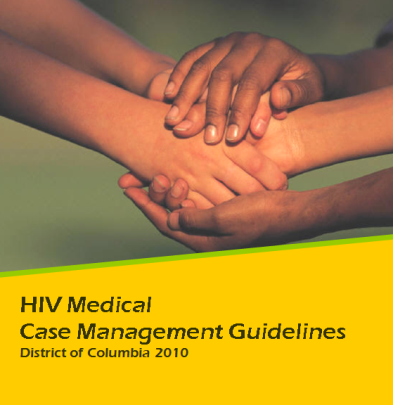 HIV Medical
Case Management Guidelines
District of Columbia 2010